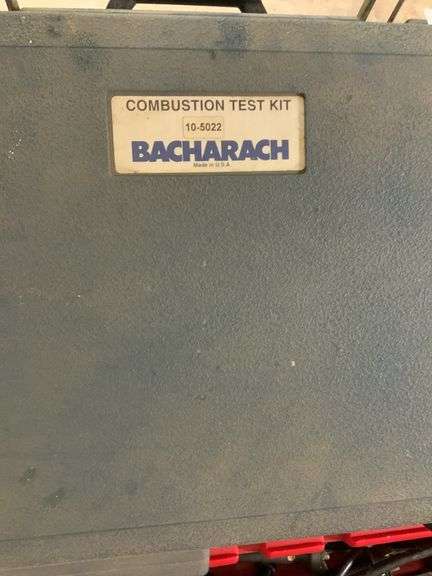 COMBUSTION TEST KIT
10-5022
BACHARACH
Made in U.S.A